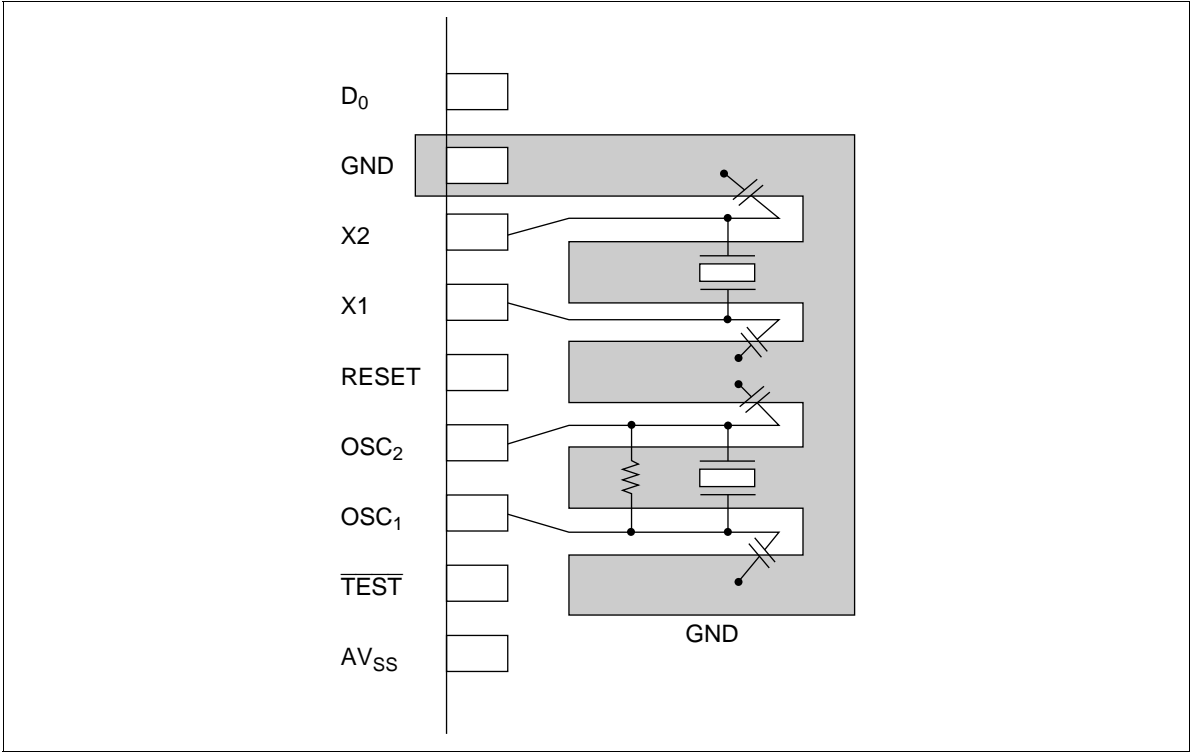 D0
GND
X2
X1
RESET
OSC2
OSC1
TEST
AVSS
GND